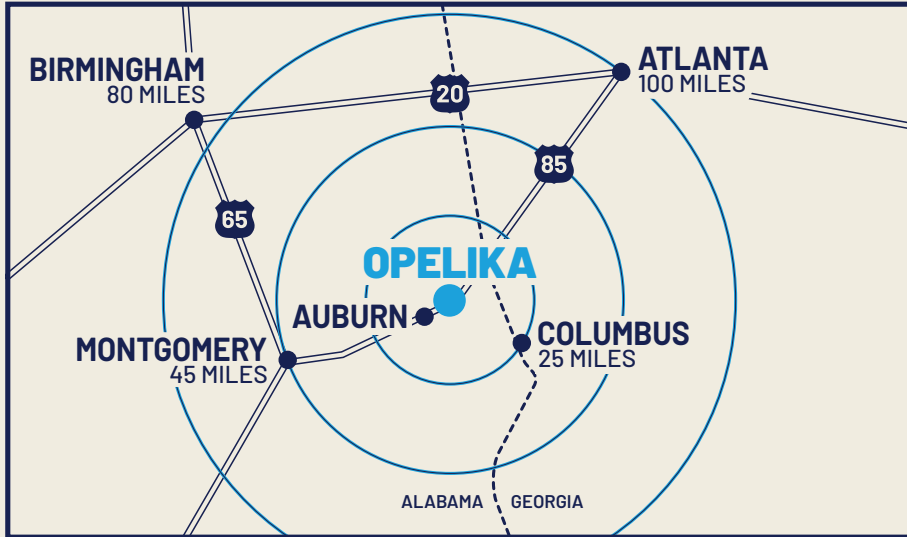 BIRMINGHAM
80 MILES
ATLANTA
100 MILES
20
85
65
OPELIKA
AUBURN
COLUMBUS
25 MILES
MONTGOMERY
45 MILES
ALABAMA GEORGIA